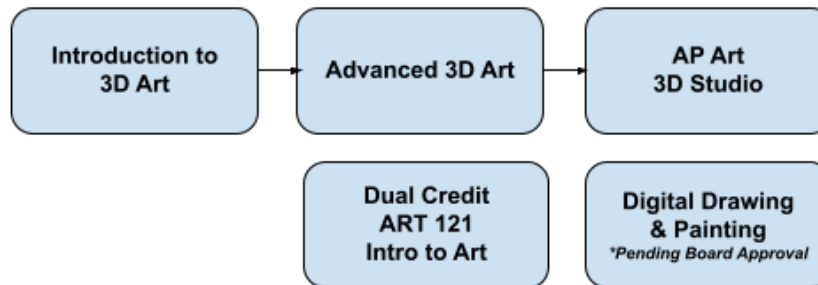 Introduction to
3D Art
Advanced 3D Art
AP Art
3D Studio
Dual Credit
ART 121
Intro to Art
Digital Drawing
& Painting
*Pending Board Approval